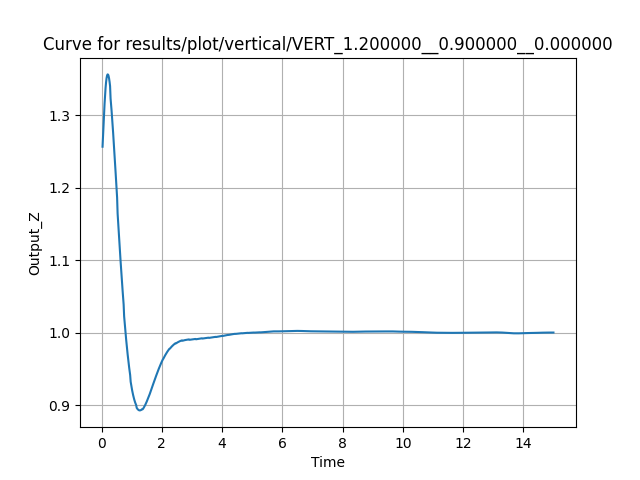 Curve for results/plot/vertical/VERT_1.200000__0.900000__0.000000
1.3
1.2
1.1
1.0
0.9
Output_Z
0 2 4 6 8 10 12 14
Time